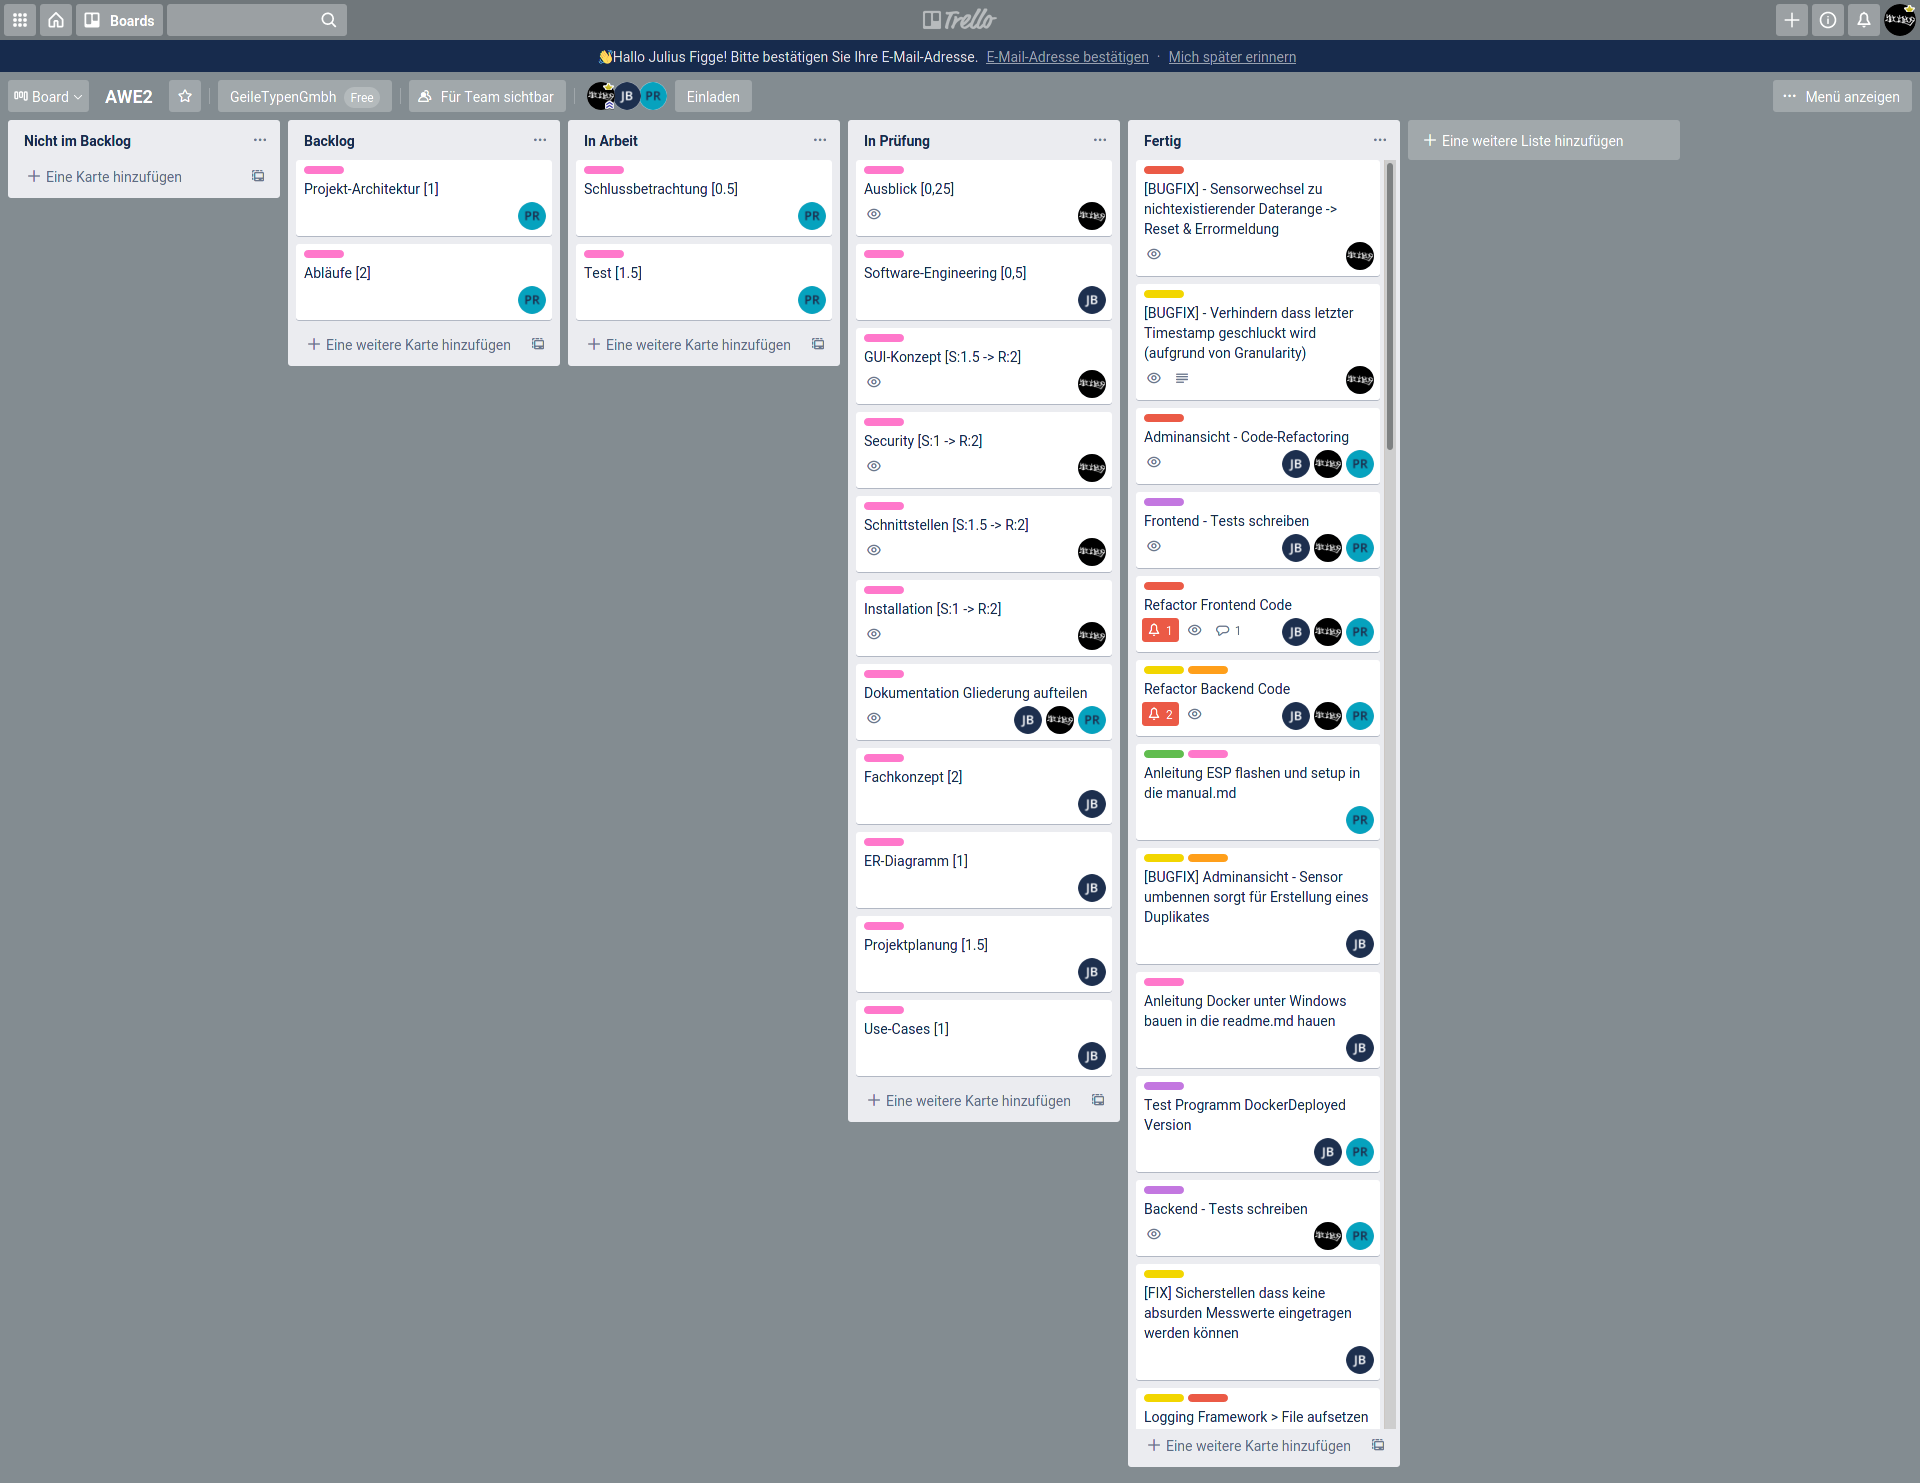 Boards
Trello
Hallo Julius Figge! Bitte bestätigen Sie Ihre E-Mail-Adresse. E-Mail-Adresse bestätigen · Mich später erinnern
Board AWE2 GeileTypenGmbh Free Für Team sichtbar JB PR Einladen ··· Menü anzeigen
Nicht im Backlog ···
+ Eine Karte hinzufügen
Backlog ···
Projekt-Architektur [1]
PR
Abläufe [2]
PR
+ Eine weitere Karte hinzufügen
In Arbeit ···
Schlussbetrachtung [0.5]
PR
Test [1.5]
PR
+ Eine weitere Karte hinzufügen
In Prüfung ···
Ausblick [0,25]
Software-Engineering [0,5]
JB
GUI-Konzept [S:1.5 -> R:2]
Security [S:1 -> R:2]
Schnittstellen [S:1.5 -> R:2]
Installation [S:1 -> R:2]
Dokumentation Gliederung aufteilen
JB PR
Fachkonzept [2]
JB
ER-Diagramm [1]
JB
Projektplanung [1.5]
JB
Use-Cases [1]
JB
+ Eine weitere Karte hinzufügen
Fertig ···
[BUGFIX] - Sensorwechsel zu
nichtexistierender Daterange ->
Reset & Errormeldung
[BUGFIX] - Verhindern dass letzter
Timestamp geschluckt wird
(aufgrund von Granularity)
Adminansicht - Code-Refactoring
JB PR
Frontend - Tests schreiben
JB PR
Refactor Frontend Code
1 1 JB PR
Refactor Backend Code
2 JB PR
Anleitung ESP flashen und setup in
die manual.md
PR
[BUGFIX] Adminansicht - Sensor
umbennen sorgt für Erstellung eines
Duplikates
JB
Anleitung Docker unter Windows
bauen in die readme.md hauen
JB
Test Programm DockerDeployed
Version
JB PR
Backend - Tests schreiben
PR
[FIX] Sicherstellen dass keine
absurden Messwerte eingetragen
werden können
JB
Logging Framework > File aufsetzen
+ Eine weitere Karte hinzufügen
+ Eine weitere Liste hinzufügen